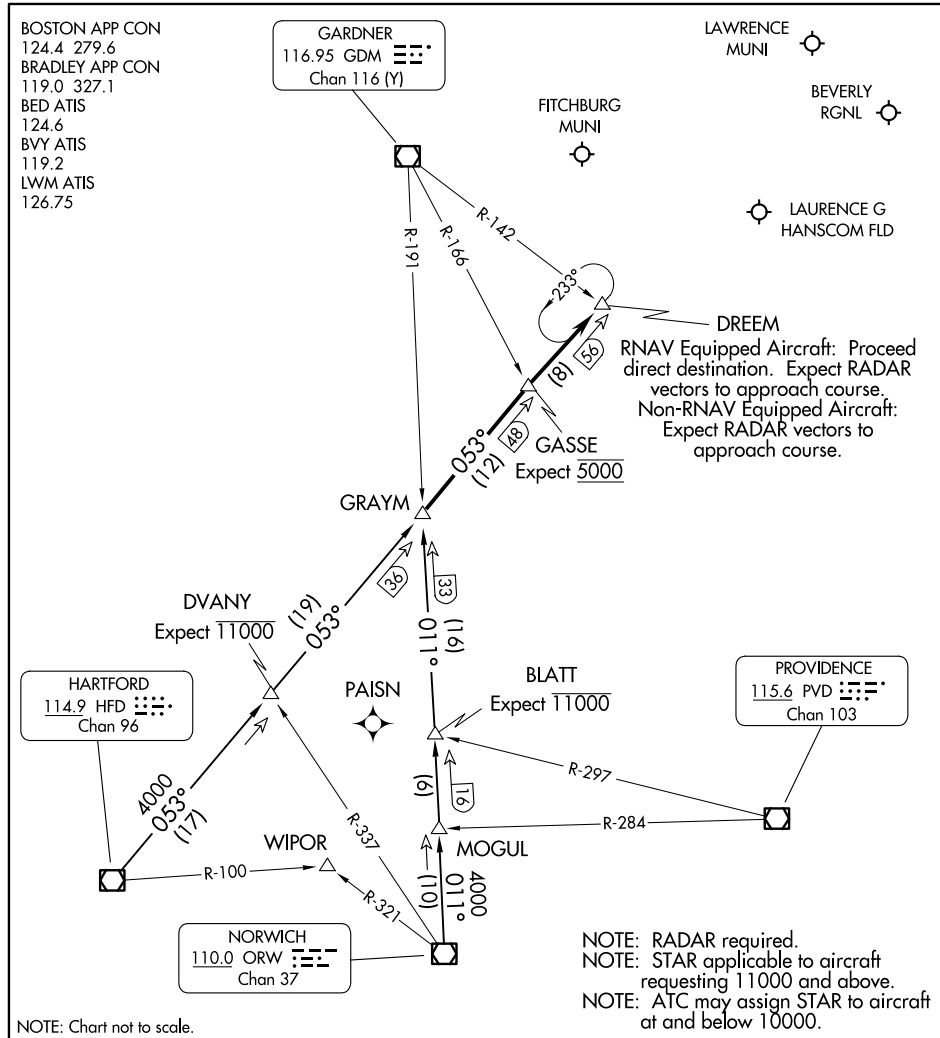 BOSTON APP CON
124.4 279.6
BRADLEY APP CON
119.0 327.1
BED ATIS
124.6
BVY ATIS
119.2
LWM ATIS
126.75
GARDNER
116.95 GDM
Chan 116 (Y)
LAWRENCE
MUNI
BEVERLY
RGNL
FITCHBURG
MUNI
LAURENCE G
HANSCOM FLD
R-191
R-166
R-142
233°
DREEM
RNAV Equipped Aircraft: Proceed
direct destination. Expect RADAR
vectors to approach course.
Non-RNAV Equipped Aircraft:
Expect RADAR vectors to
approach course.
56
(8)
48
GASSE
Expect 5000
053°
(12)
GRAYM
36
33
(19)
053°
(16)
011°
DVANY
Expect 11000
HARTFORD
114.9 HFD
Chan 96
PAISN
BLATT
Expect 11000
PROVIDENCE
115.6 PVD
Chan 103
R-297
16
(6)
R-284
4000
053°
(17)
R-337
WIPOR
MOGUL
R-100
R-321
(10)
4000
011°
NORWICH
110.0 ORW
Chan 37
NOTE: RADAR required.
NOTE: STAR applicable to aircraft
requesting 11000 and above.
NOTE: ATC may assign STAR to aircraft
at and below 10000.
NOTE: Chart not to scale.